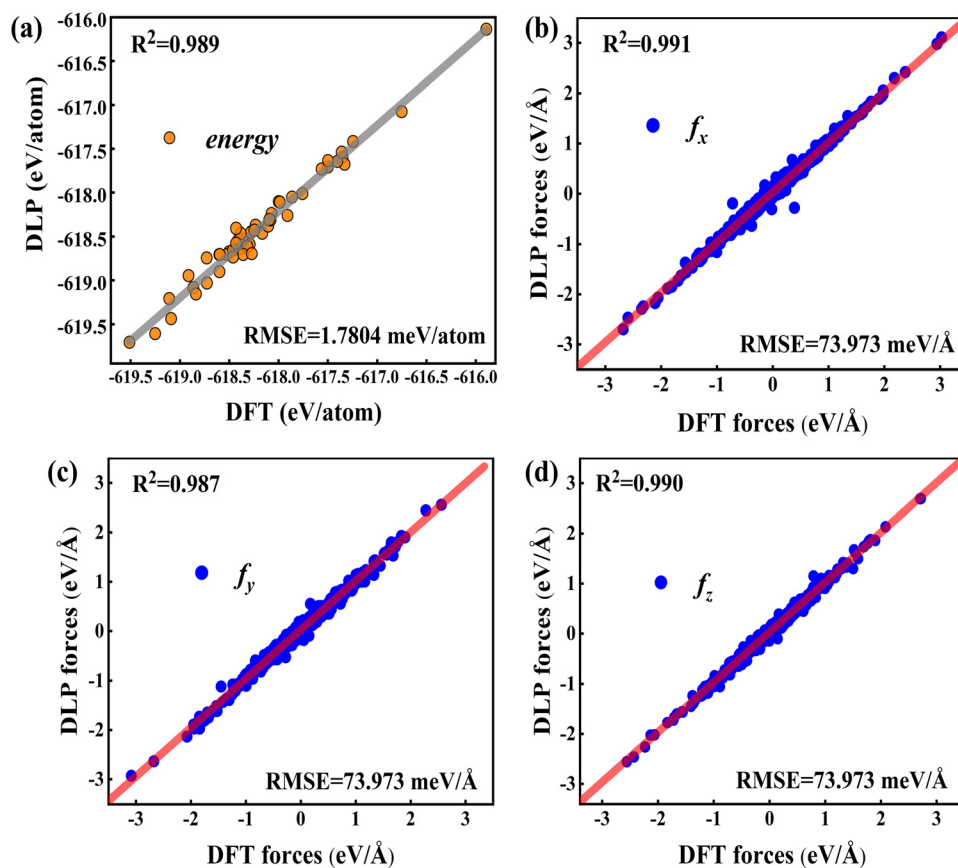 (a)
R²=0.989
energy
RMSE=1.7804 meV/atom
DLP (eV/atom)
-616.0
-616.5
-617.0
-617.5
-618.0
-618.5
-619.0
-619.5
-619.5 -619.0 -618.5 -618.0 -617.5 -616.5 -616.0
DFT (eV/atom)
(b)
R²=0.991
fx
RMSE=73.973 meV/Å
DLP forces (eV/Å)
3
2
1
0
-1
-2
-3
-3 -2 -1 0 1 2 3
DFT forces (eV/Å)
(c)
R²=0.987
fy
RMSE=73.973 meV/Å
DLP forces (eV/Å)
3
2
1
0
-1
-2
-3
-3 -2 -1 0 1 2 3
DFT forces (eV/Å)
(d)
R²=0.990
fz
RMSE=73.973 meV/Å
DLP forces (eV/Å)
3
2
1
0
-1
-2
-3
-3 -2 -1 0 1 2 3
DFT forces (eV/Å)